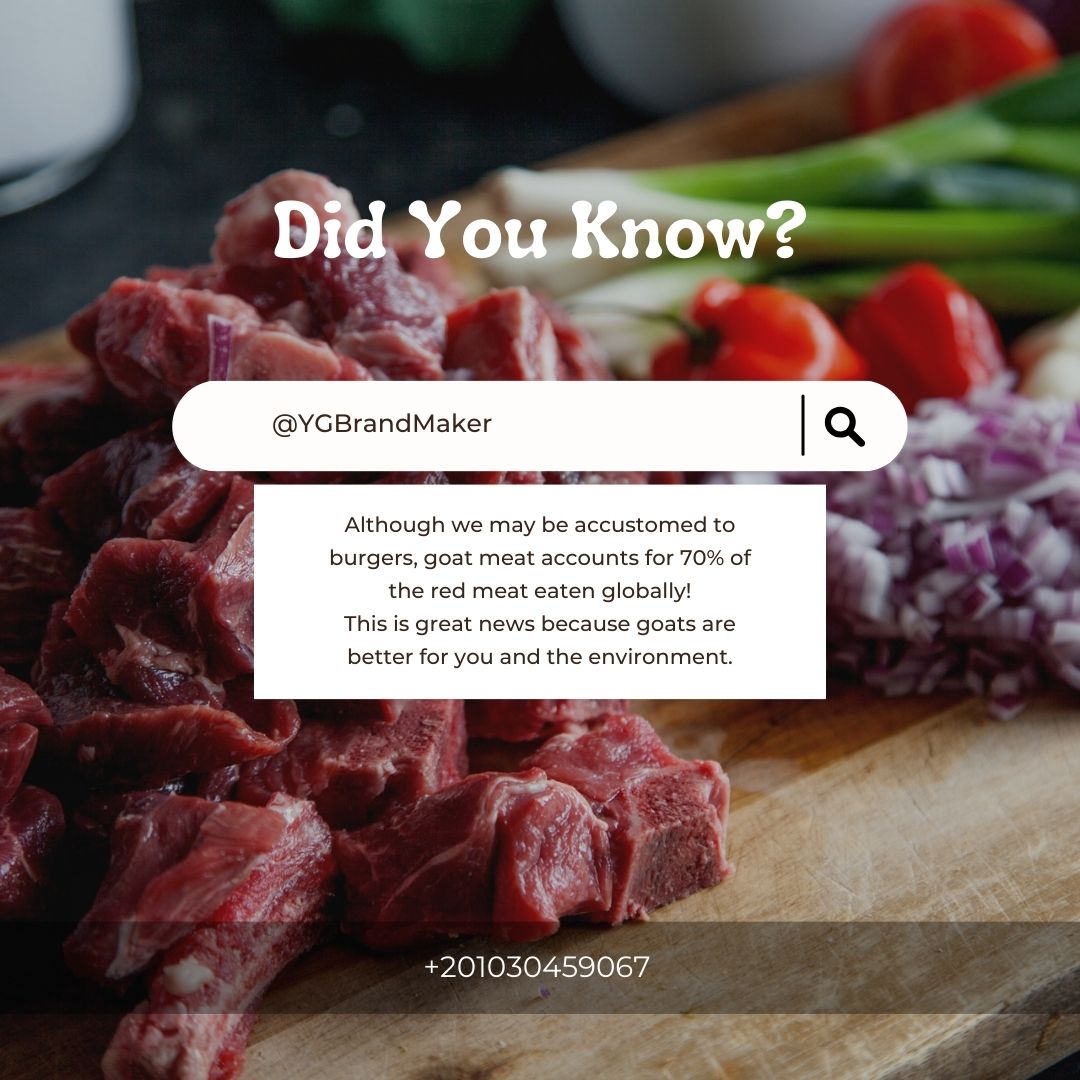 Did You Know?
@YGBrandMaker
Although we may be accustomed to
burgers, goat meat accounts for 70% of
the red meat eaten globally!
This is great news because goats are
better for you and the environment.
+201030459067